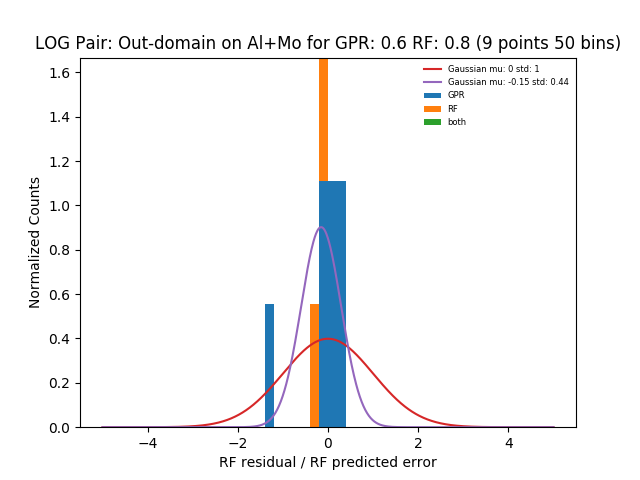 LOG Pair: Out-domain on Al+Mo for GPR: 0.6 RF: 0.8 (9 points 50 bins)
Gaussian mu: 0 std: 1
Gaussian mu: -0.15 std: 0.44
GPR
RF
both
1.6
1.4
1.2
1.0
0.8
0.6
0.4
0.2
0.0
Normalized Counts
−4 −2 0 2 4
RF residual / RF predicted error